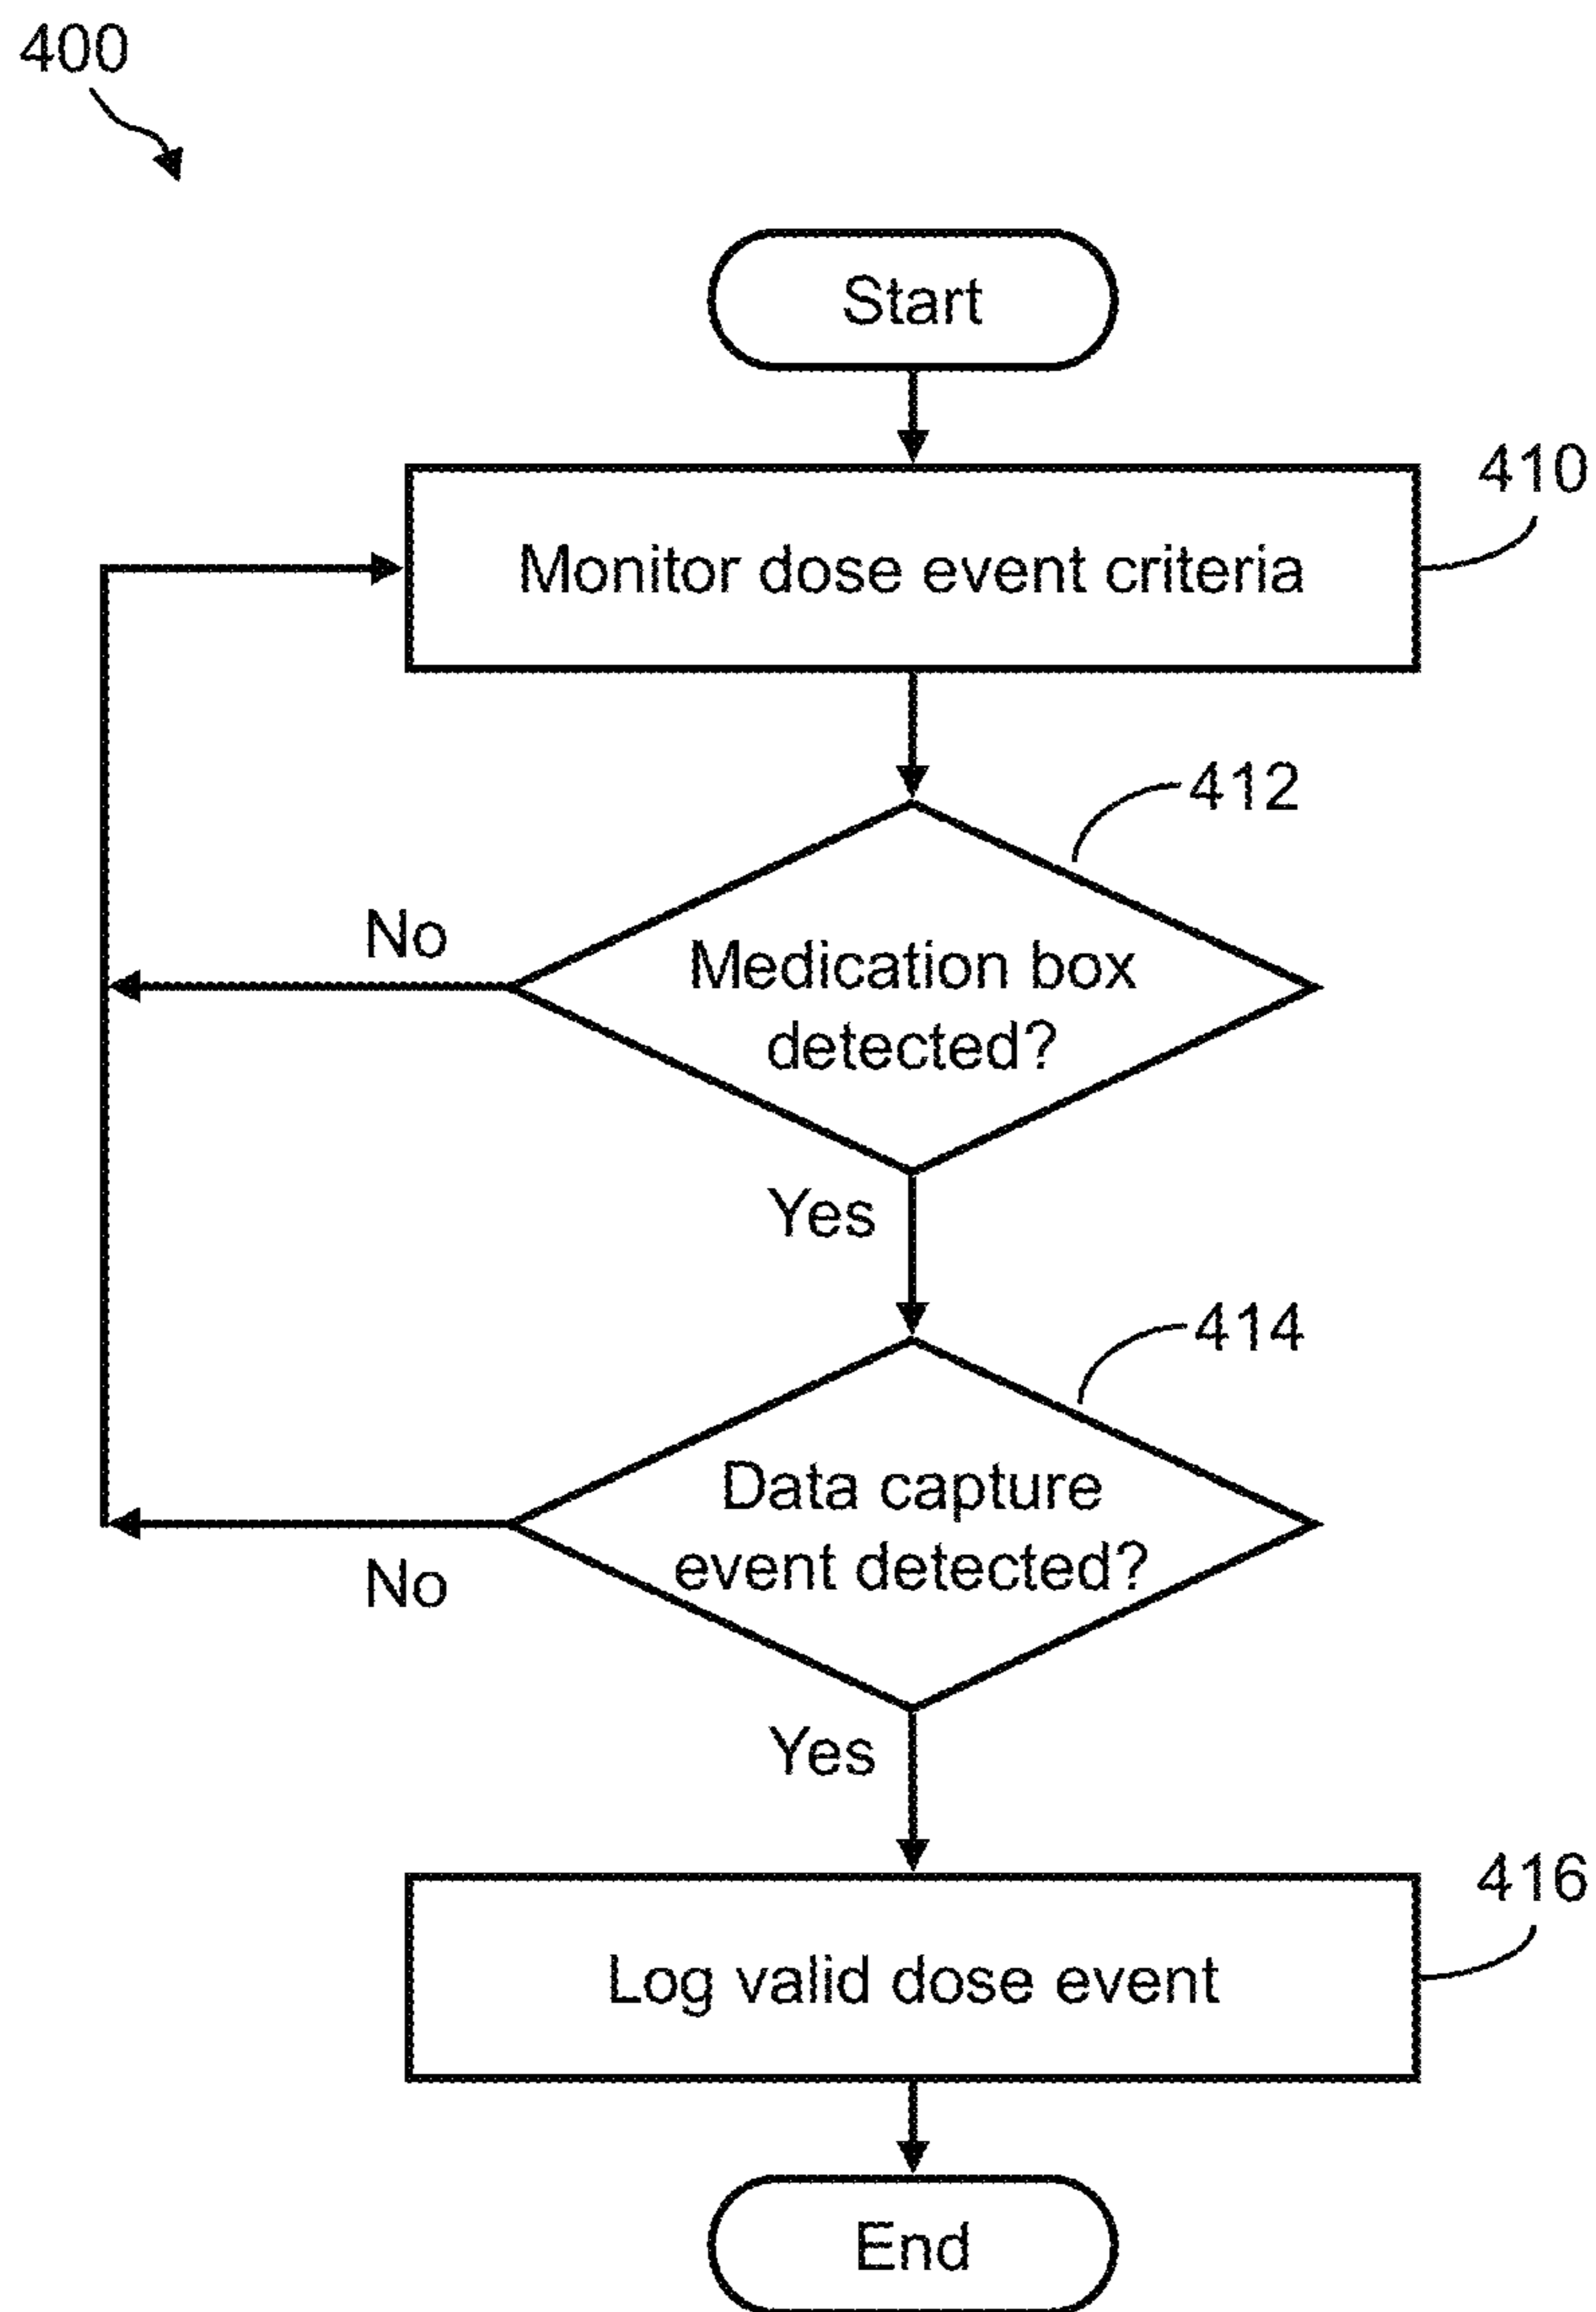 400
Start
410
Monitor dose event criteria
412
No
Medication box
detected?
Yes
414
Data capture
event detected?
No
Yes
416
Log valid dose event
End